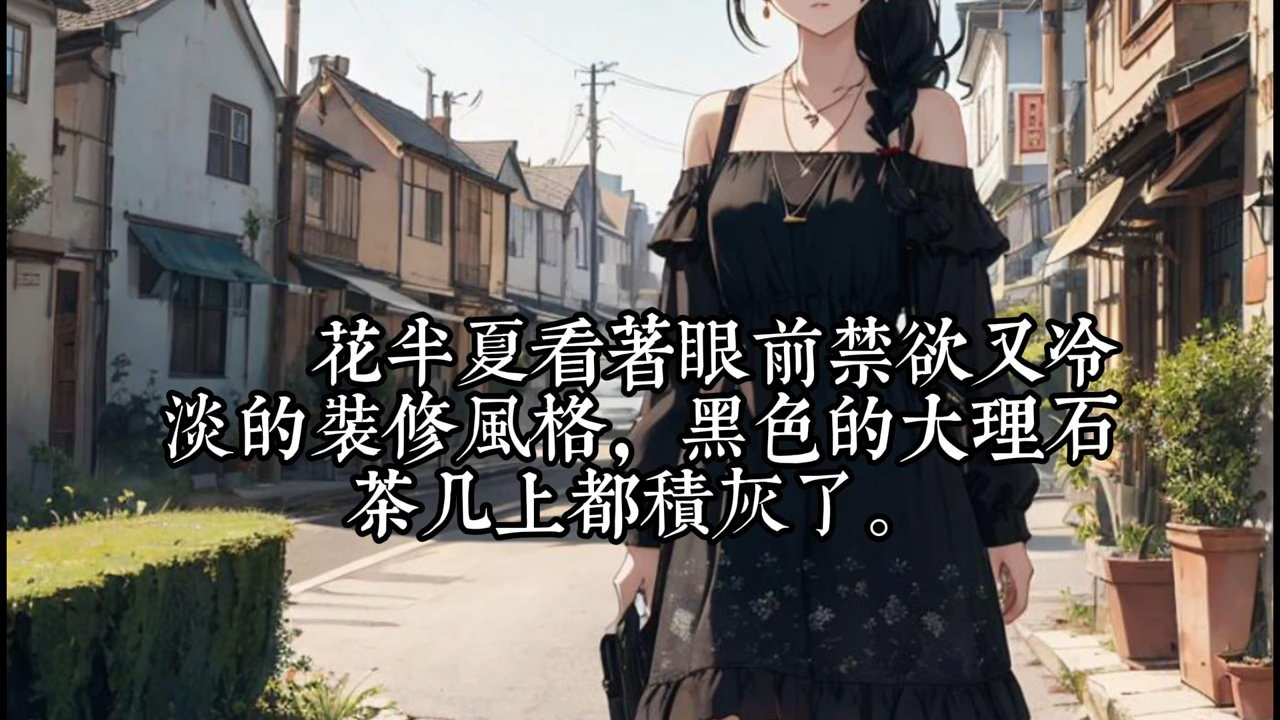 花半夏看著眼前禁欲又冷
淡的裝修風格，黑色的大理石
茶几上都積灰了。